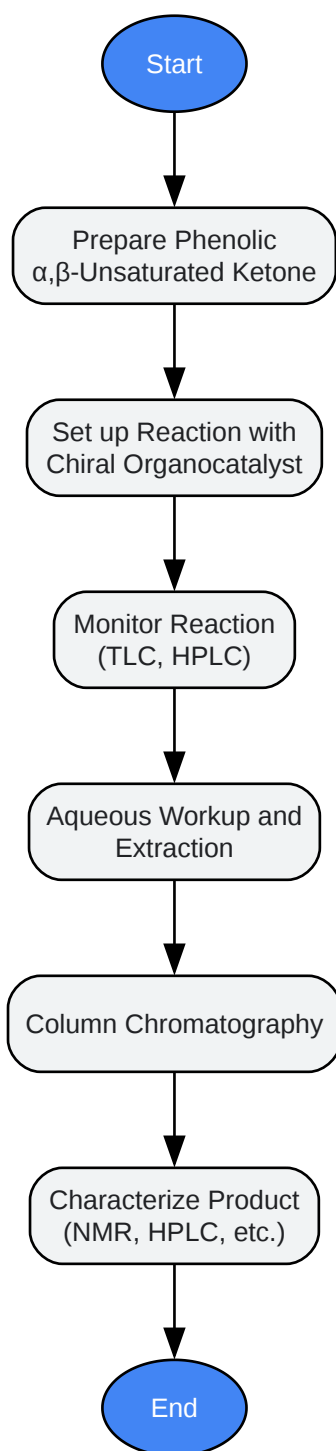 Start
Prepare Phenolic
α,β-Unsaturated Ketone
Set up Reaction with
Chiral Organocatalyst
Monitor Reaction
(TLC, HPLC)
Aqueous Workup and
Extraction
Column Chromatography
Characterize Product
(NMR, HPLC, etc.)
End